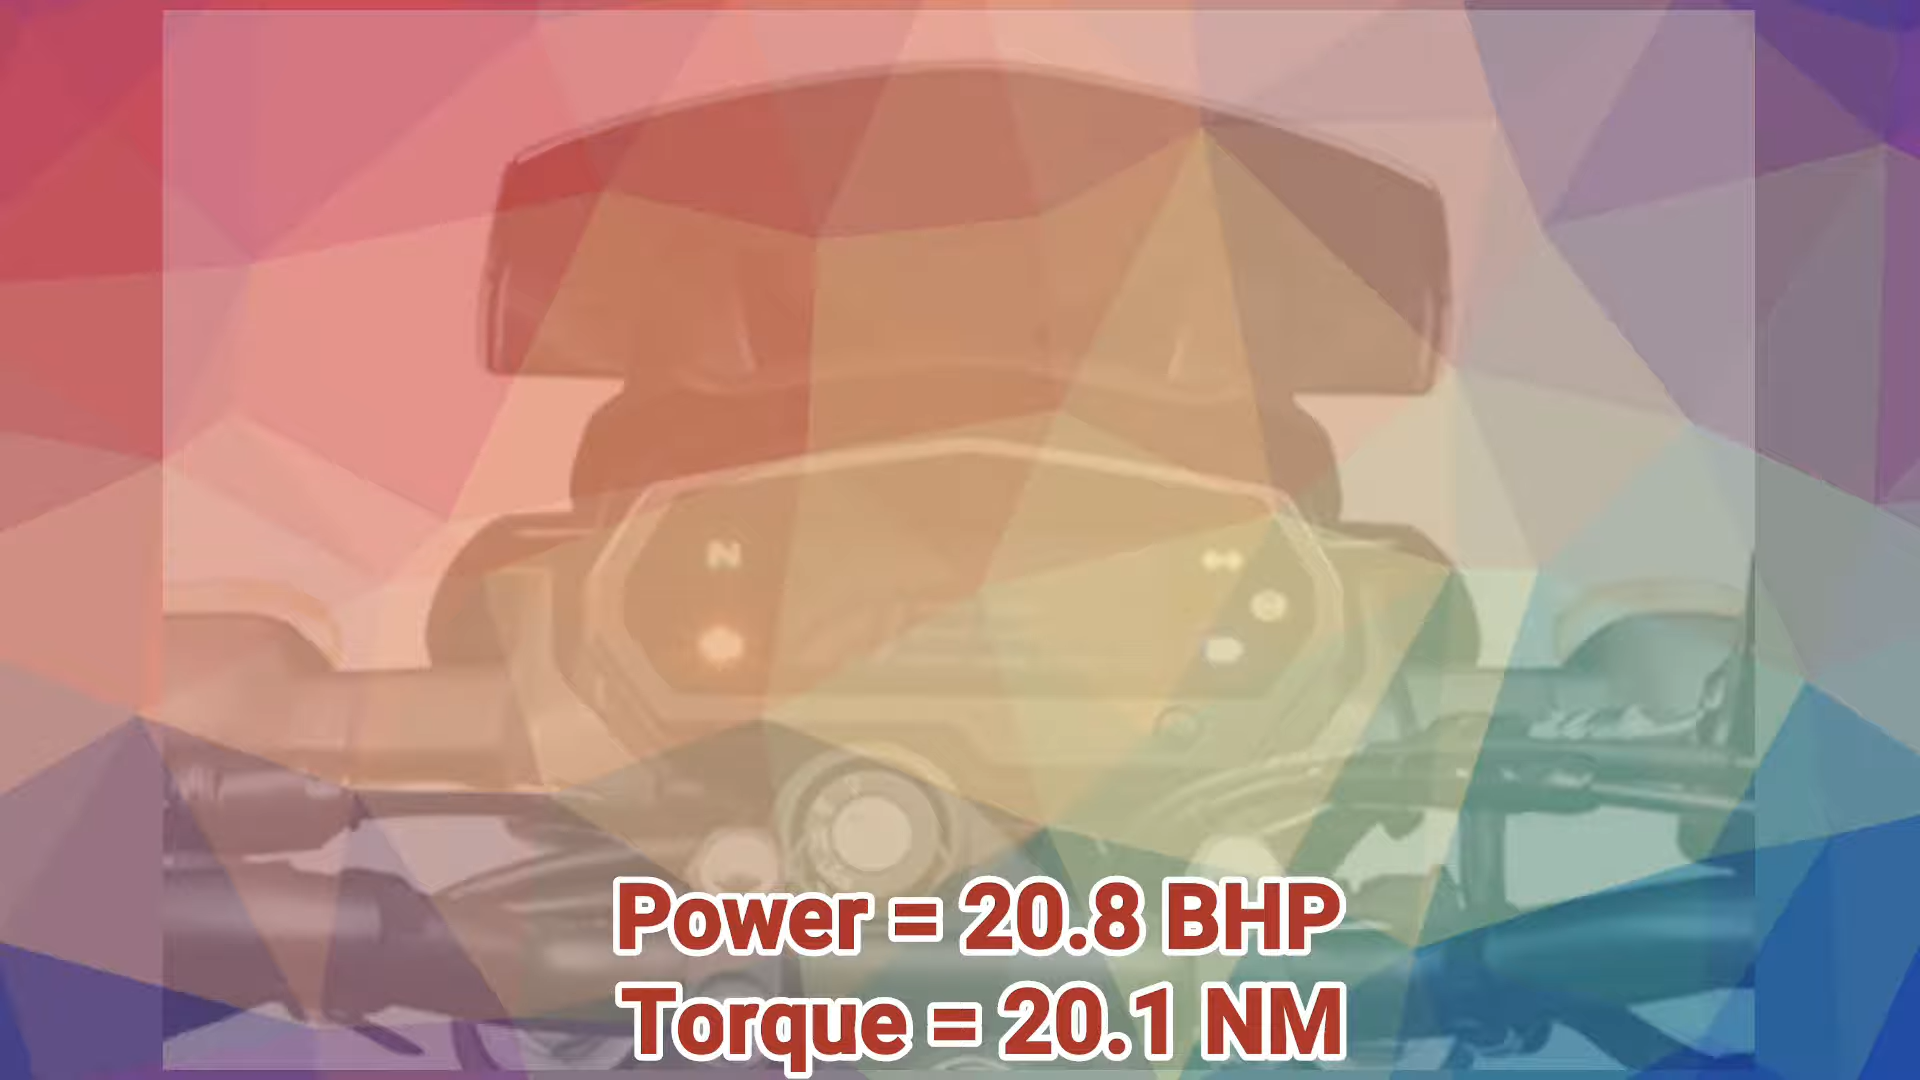 N
Power = 20.8 BHP
Torque = 20.1 NM